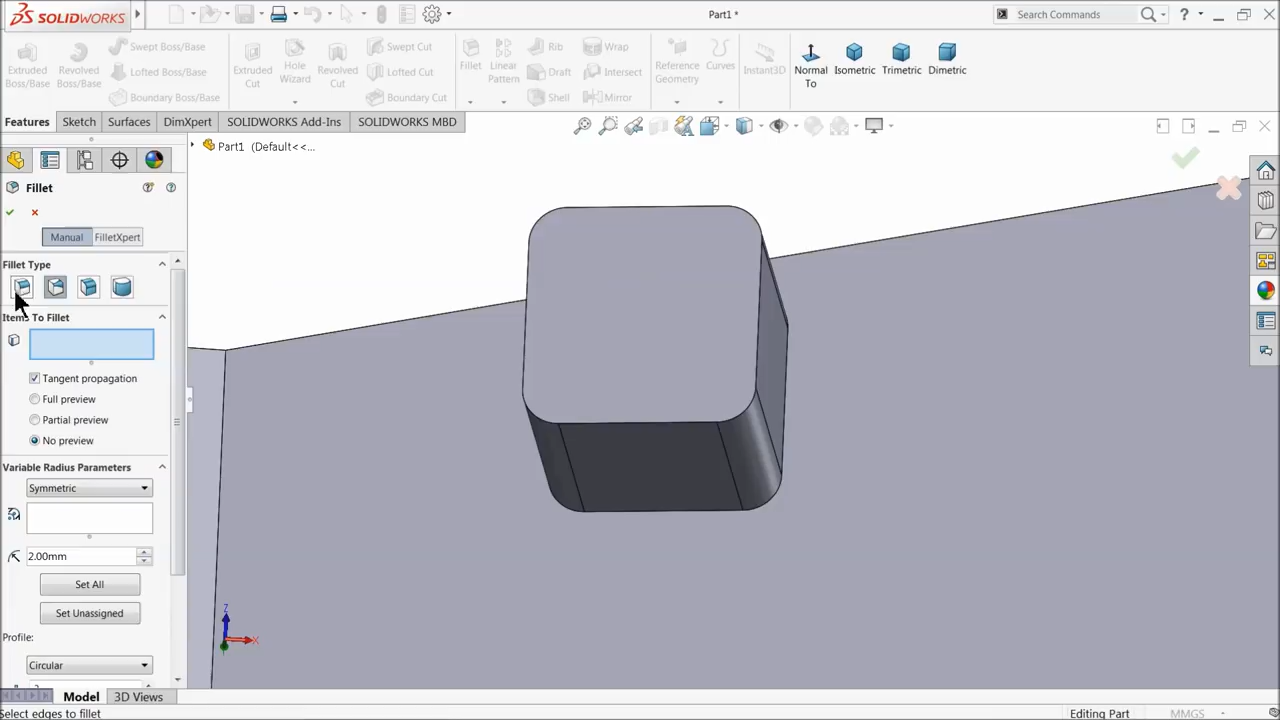 SOLIDWORKS
Part1 *
Search Commands
?
Extruded Boss/Base
Revolved Boss/Base
Swept Boss/Base
Lofted Boss/Base
Boundary Boss/Base
Extruded Cut
Hole Wizard
Revolved Cut
Swept Cut
Lofted Cut
Boundary Cut
Fillet
Linear Pattern
Rib
Draft
Shell
Wrap
Intersect
Mirror
Reference Geometry
Curves
Instant3D
Normal To
Isometric
Trimetric
Dimetric
Features
Sketch
Surfaces
DimXpert
SOLIDWORKS Add-Ins
SOLIDWORKS MBD
Part1 (Default<<...
Fillet
Manual
FilletXpert
Fillet Type
Items To Fillet
Tangent propagation
Full preview
Partial preview
No preview
Variable Radius Parameters
Symmetric
2.00mm
Set All
Set Unassigned
Profile:
Circular
Z
X
Model
3D Views
Select edges to fillet
Editing Part
MMGS